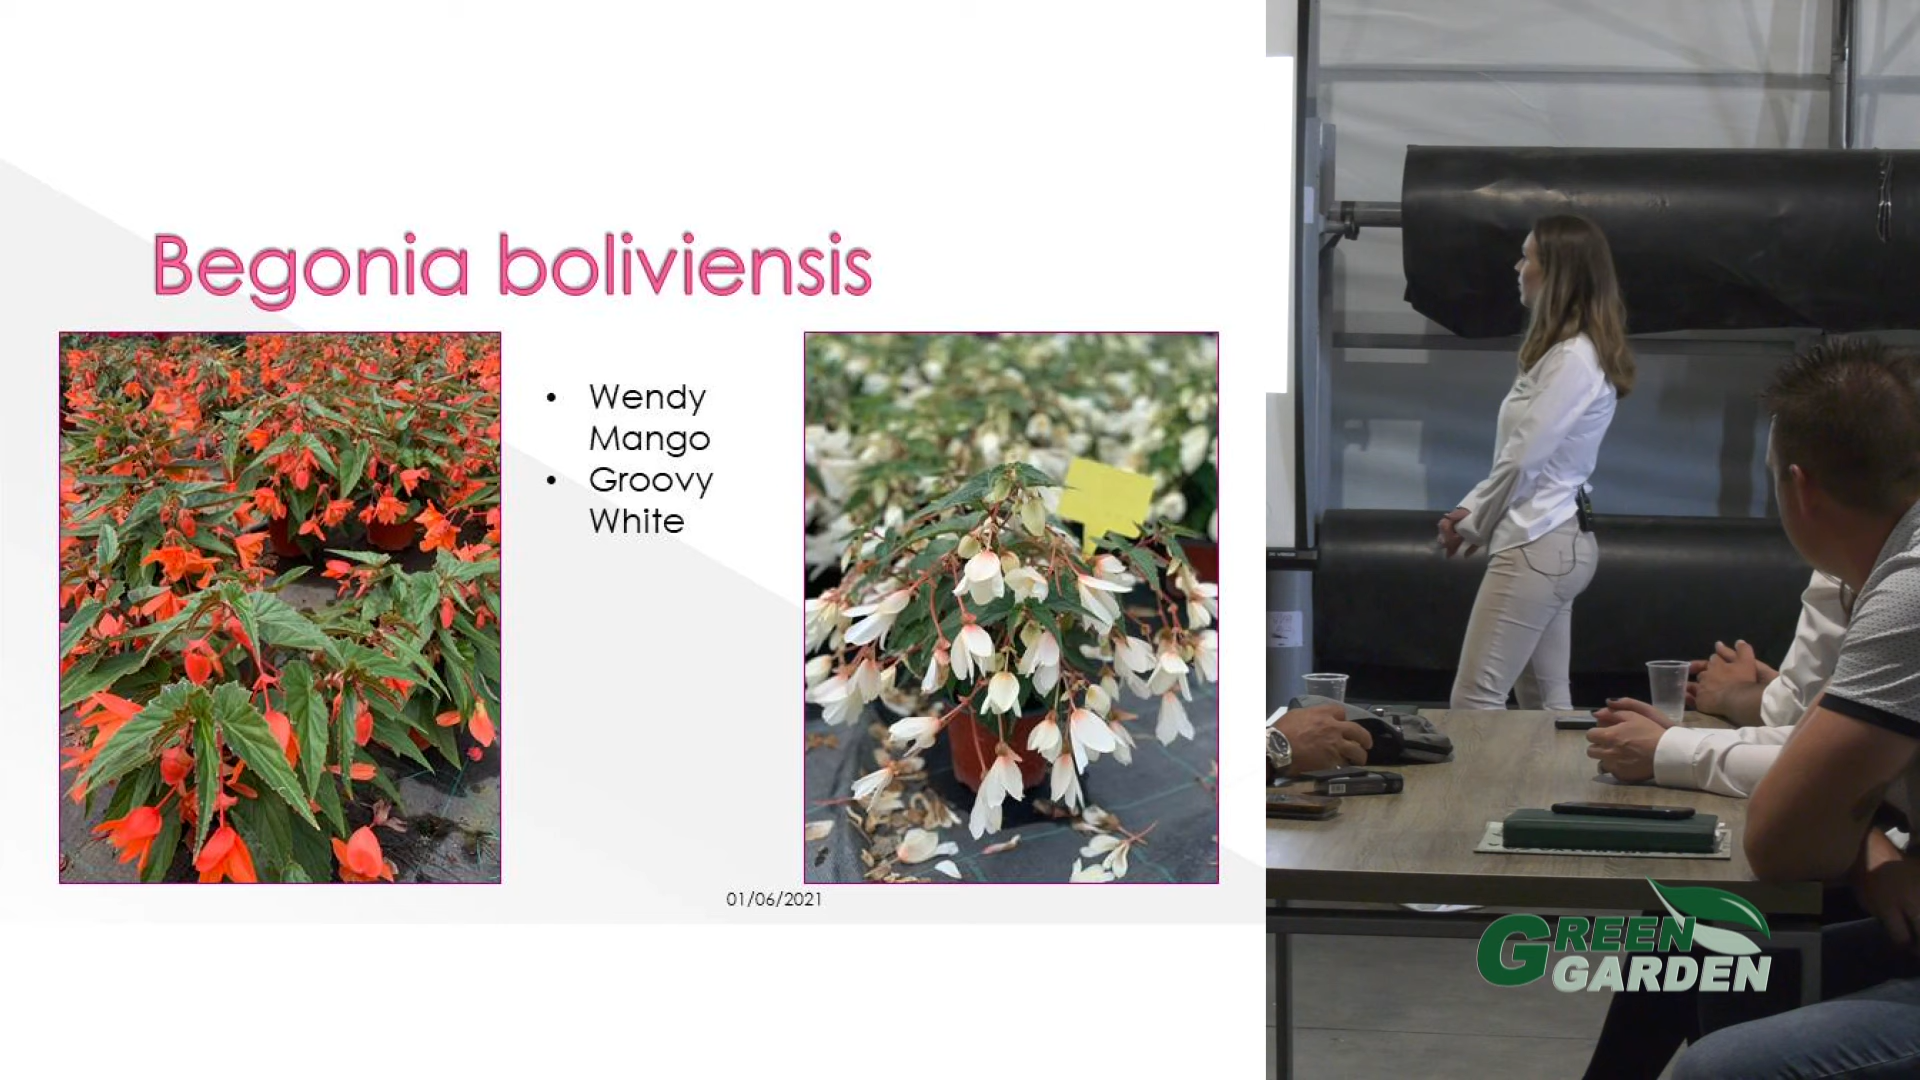 Begonia boliviensis
• Wendy
Mango
• Groovy
White
01/06/2021
GREEN
GARDEN